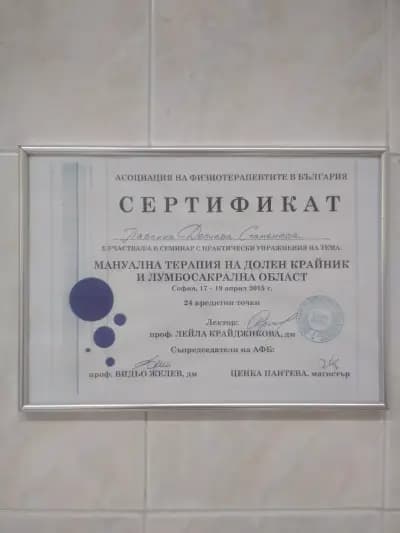 АСОЦИАЦИЯ НА ФИЗИОТЕРАПЕВТИТЕ В БЪЛГАРИЯ
СЕРТИФИКАТ
Е УЧАСТВАЛ/А В СЕМИНАР С ПРАКТИЧЕСКИ УПРАЖНЕНИЯ НА ТЕМА:
МАНУАЛНА ТЕРАПИЯ НА ДОЛЕН КРАЙНИК
И ЛУМБОСАКРАЛНА ОБЛАСТ
София, 17 - 19 април 2015 г.
24 кредитни точки
Лектор:
проф. ЛЕЙЛА КРАЙДЖИКОВА, дм
Съпредседатели на АФБ:
проф. ВИДЬО ЖЕЛЕВ, дм ЦЕНКА ПАНТЕВА, магистър